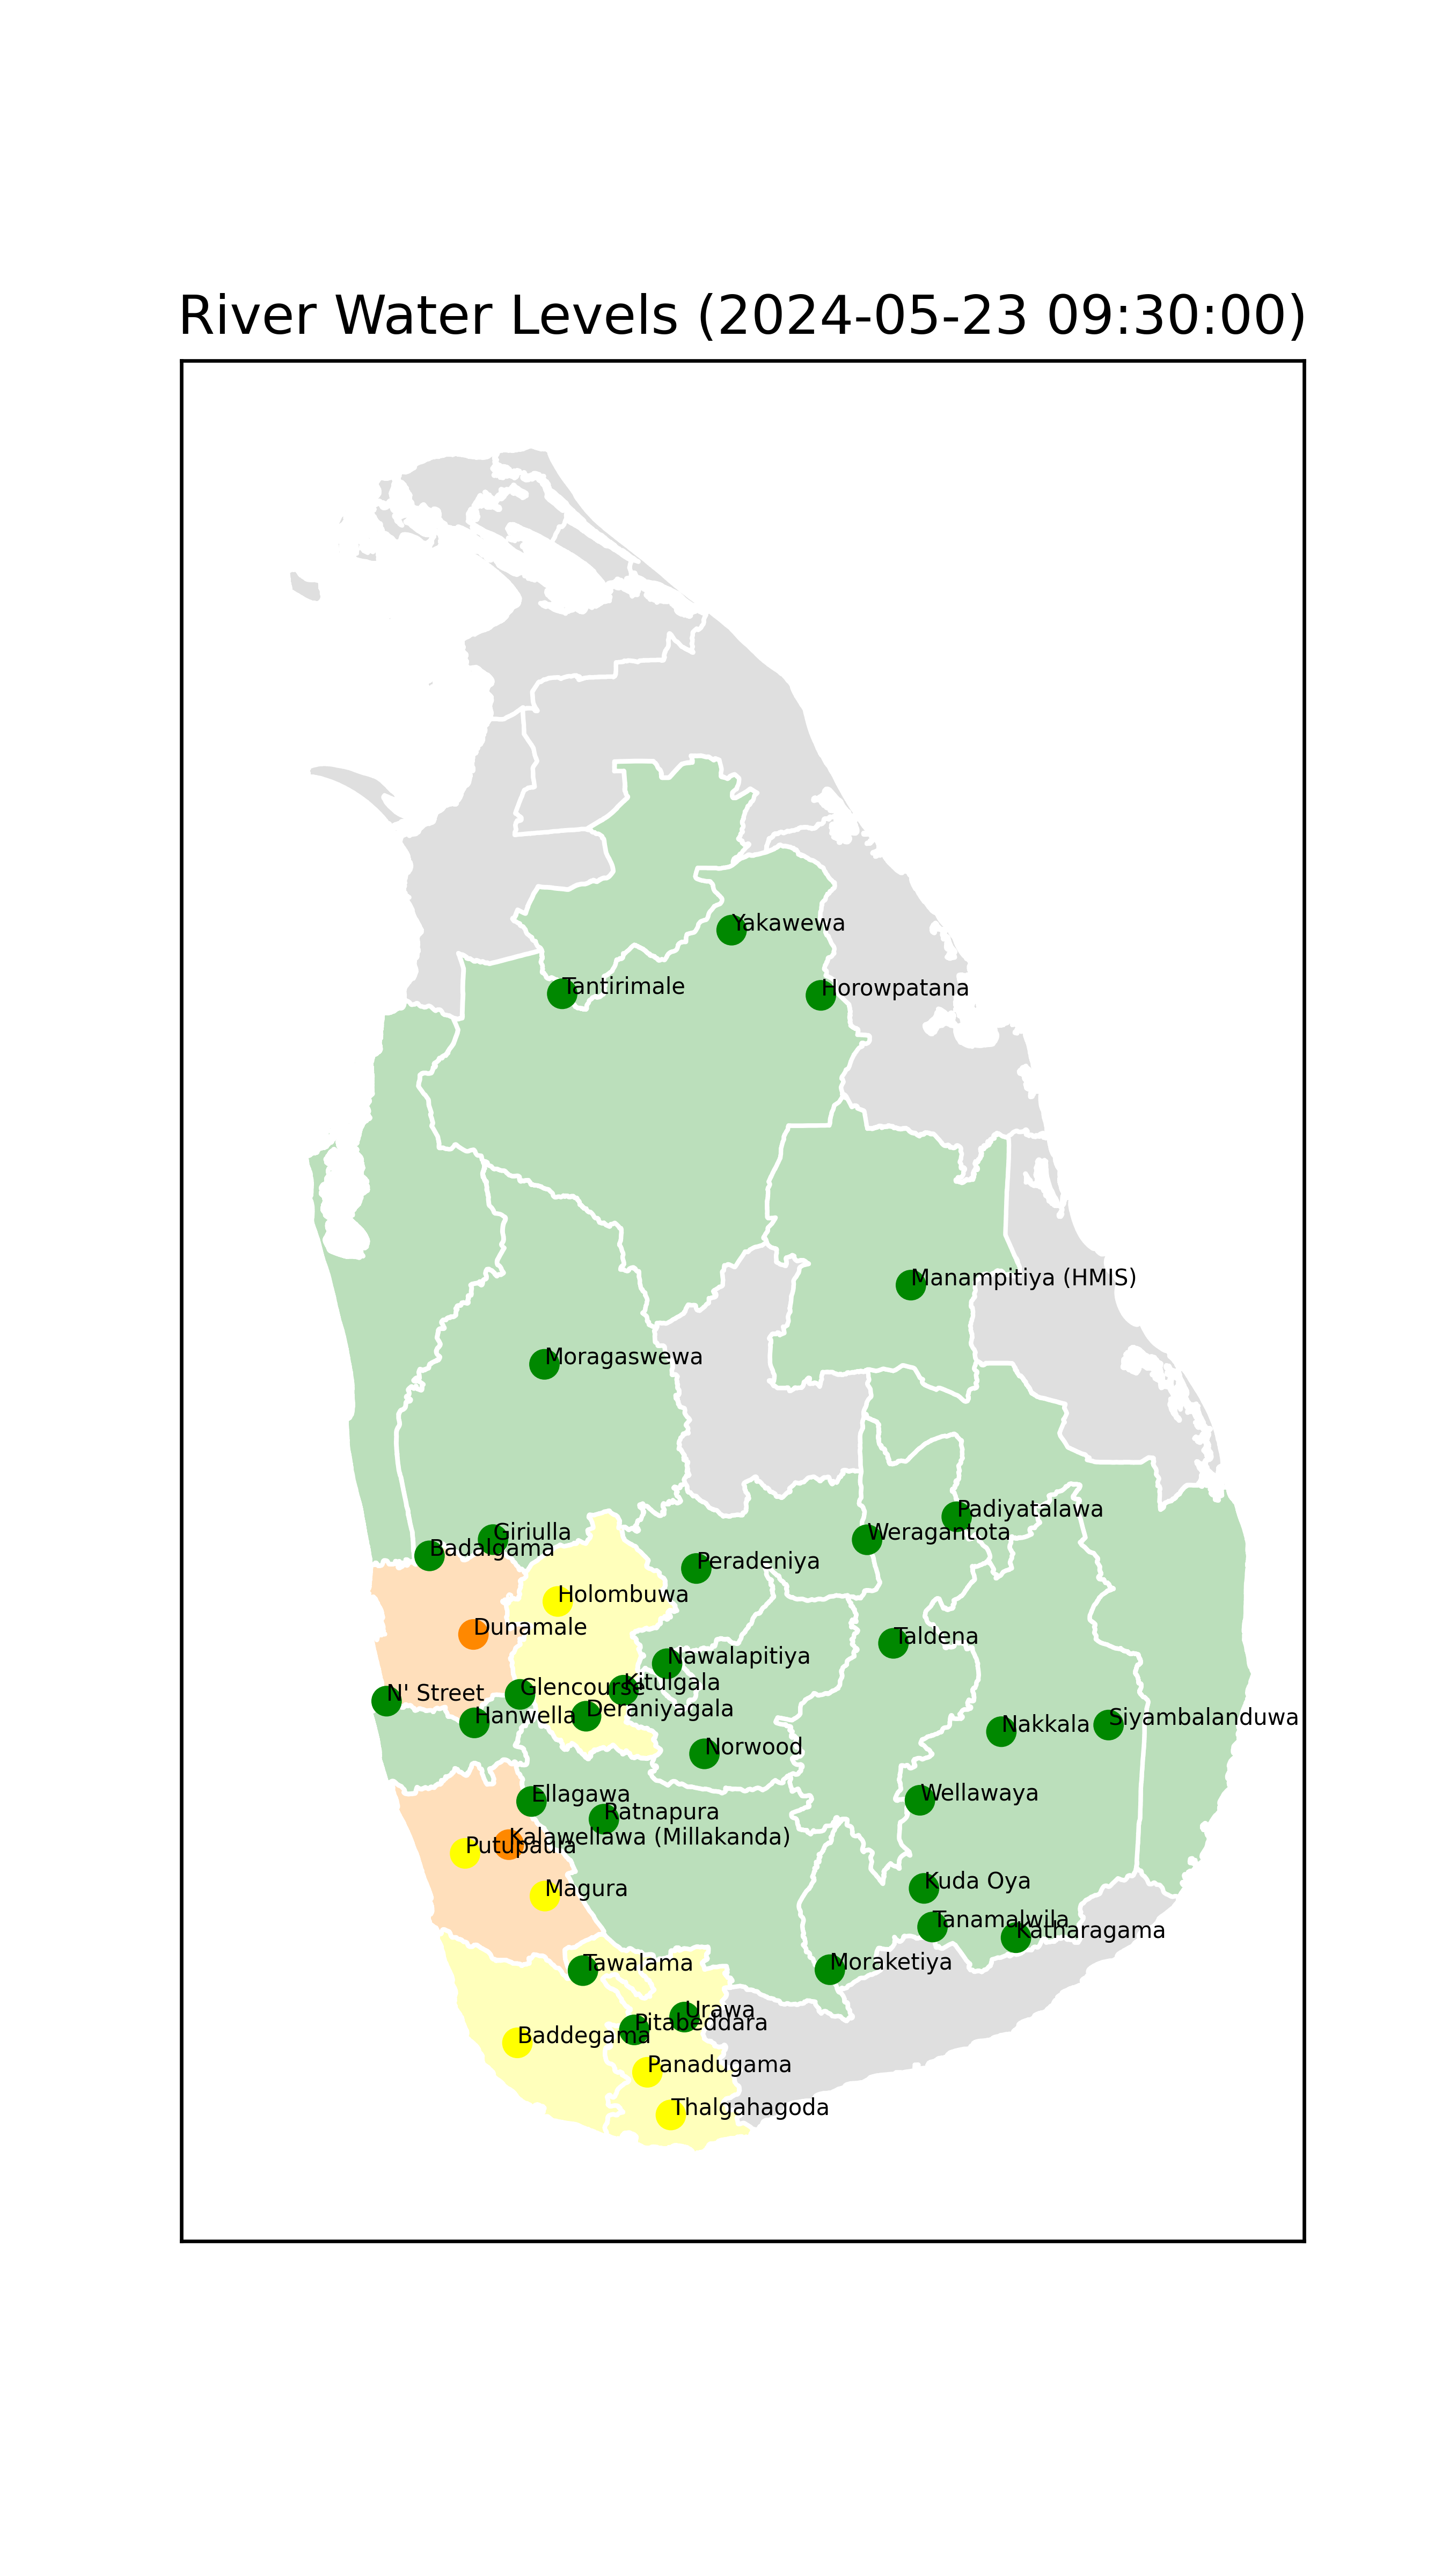 River Water Levels (2024-05-23 09:30:00)
Yakawewa
Tantirimale
Horowpatana
Manampitiya (HMIS)
Moragaswewa
Padiyatalawa
Giriulla
Weragantota
Badalgama
Peradeniya
Holombuwa
Dunamale
Taldena
Nawalapitiya
Kitulgala
Glencourse
N' Street
Deraniyagala
Hanwella
Siyambalanduwa
Nakkala
Norwood
Wellawaya
Ellagawa
Ratnapura
Kalawellawa (Millakanda)
Putupaula
Kuda Oya
Magura
Tanamalwila
Katharagama
Moraketiya
Tawalama
Urawa
Pitabeddara
Baddegama
Panadugama
Thalgahagoda